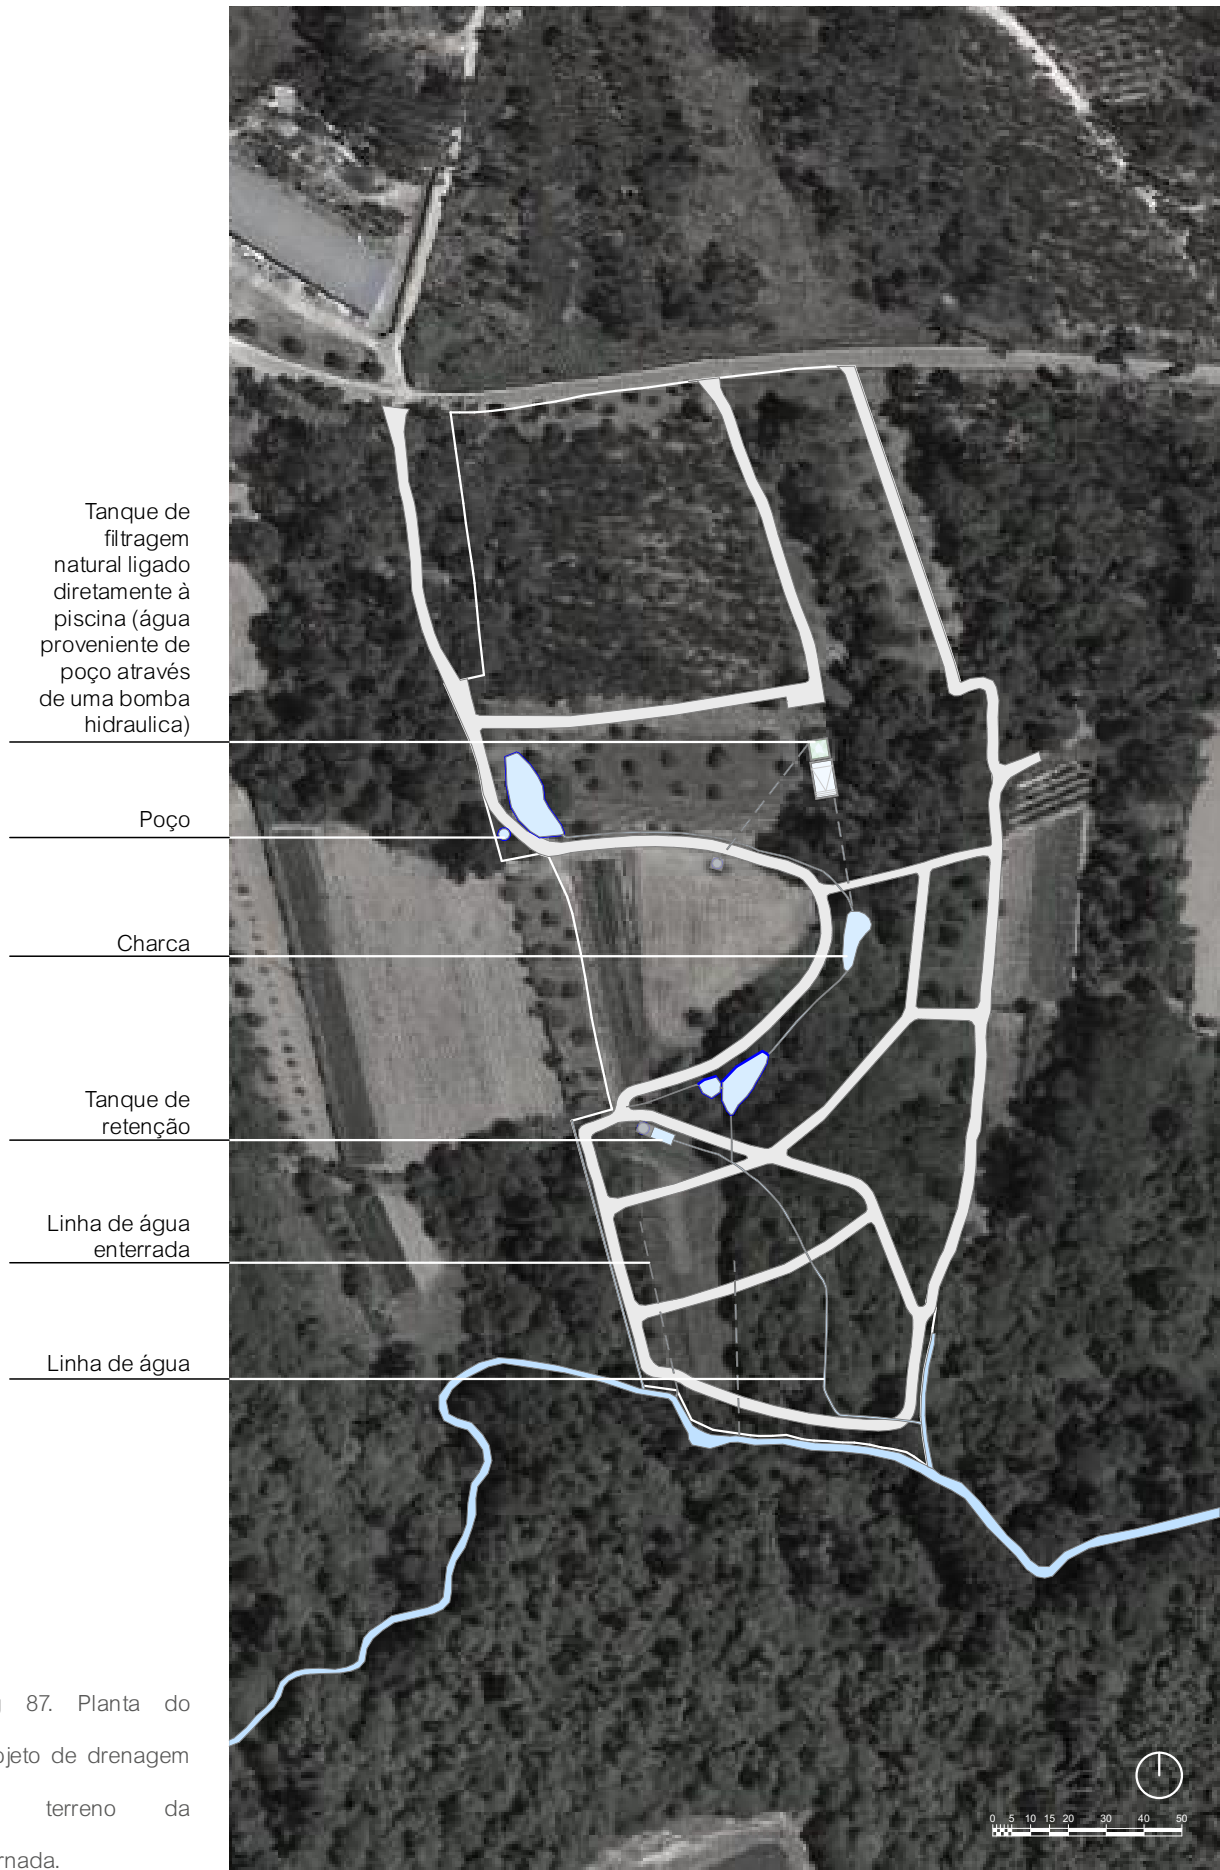 Tanque de
filtragem
natural ligado
diretamente à
piscina (água
proveniente de
poço através
de uma bomba
hidraulica)
Poço
Charca
Tanque de
retenção
Linha de água
enterrada
Linha de água
87. Planta do
de drenagem
terreno da
0 5 10 15 20 30 40 50